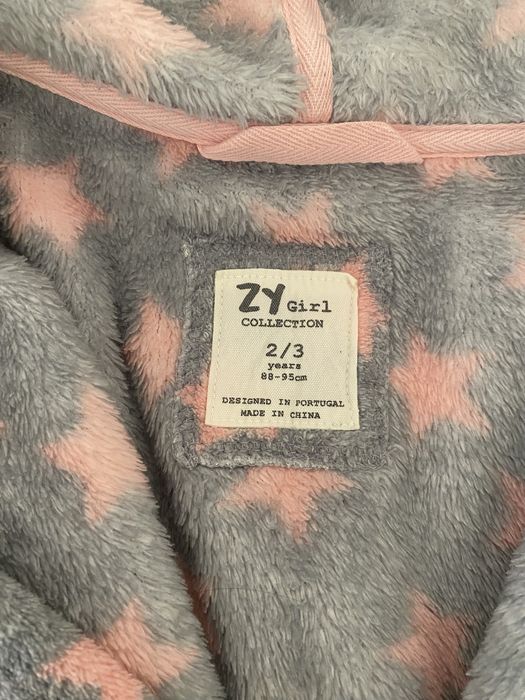 ZY Girl
COLLECTION
2/3
years
88-95cm
DESIGNED IN PORTUGAL
MADE IN CHINA